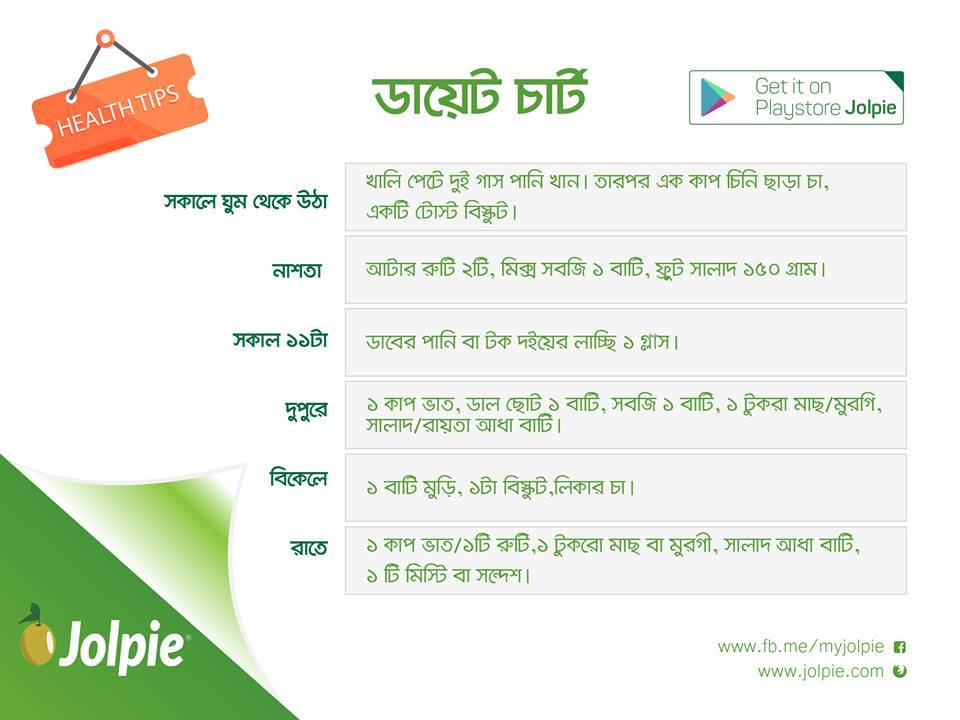 HEALTH TIPS
ডায়েট চার্ট
Get it on
Playstore Jolpie
সকালে ঘুম থেকে উঠা
খালি পেটে দুই গাস পানি খান। তারপর এক কাপ চিনি ছাড়া চা,
একটি টোস্ট বিস্কুট।
নাশতা
আটার রুটি ২টি, মিক্স সবজি ১ বাটি, ফ্রুট সালাদ ১৫০ গ্রাম।
সকাল ১১টা
ডাবের পানি বা টক দইয়ের লাচ্ছি ১ গ্লাস।
দুপুরে
১ কাপ ভাত, ডাল ছোট ১ বাটি, সবজি ১ বাটি, ১ টুকরা মাছ/মুরগি,
সালাদ/রায়তা আধা বাটি।
বিকেলে
১ বাটি মুড়ি, ১টা বিস্কুট,লিকার চা।
রাতে
১ কাপ ভাত/১টি রুটি,১ টুকরো মাছ বা মুরগী, সালাদ আধা বাটি,
১ টি মিস্টি বা সন্দেশ।
Jolpie®
www.fb.me/myjolpie
www.jolpie.com